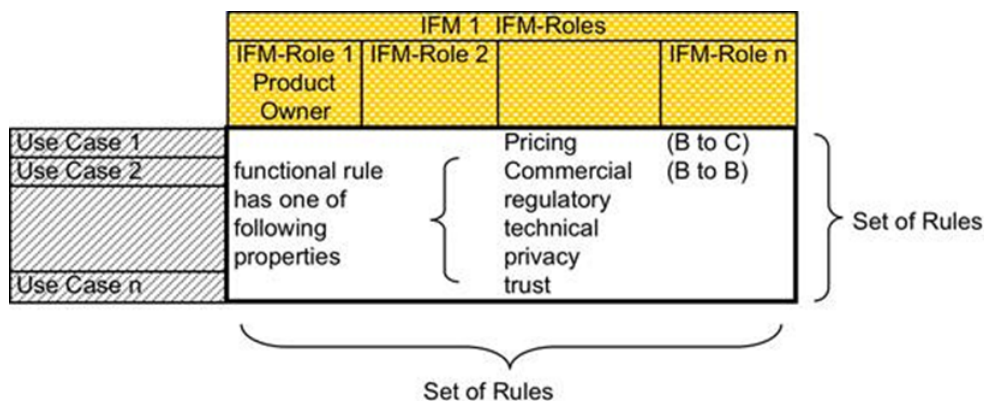 IFM 1 IFM-Roles
IFM-Role 1
Product
Owner
IFM-Role 2
IFM-Role n
Use Case 1
Use Case 2
Use Case n
functional rule
has one of
following
properties
Pricing (B to C)
Commercial (B to B)
regulatory
technical
privacy
trust
Set of Rules
Set of Rules